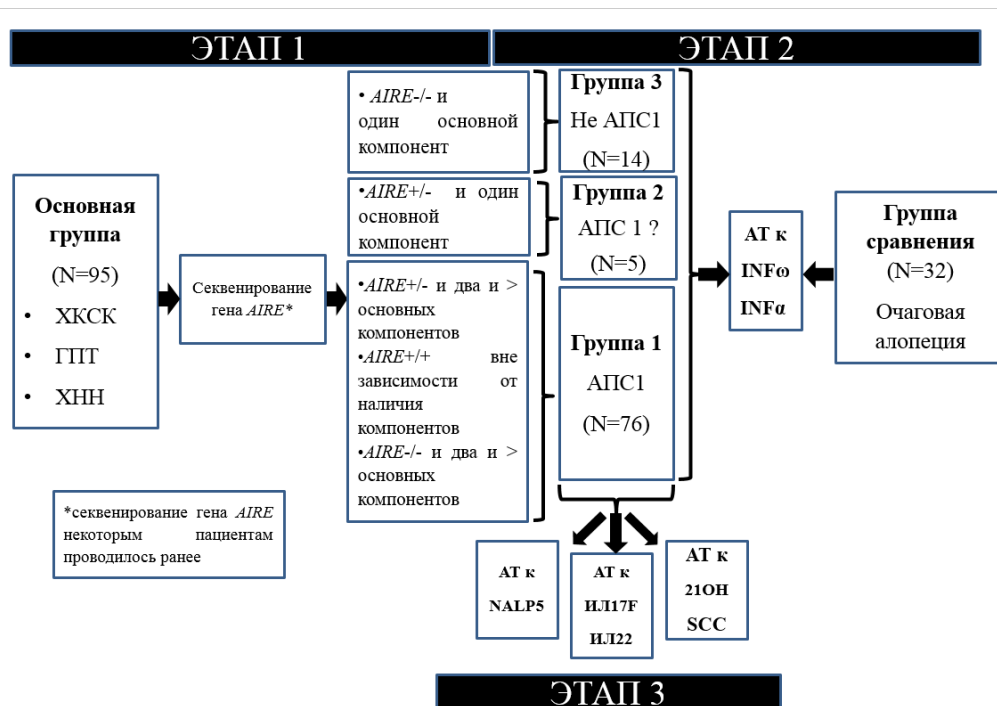 ЭТАП 1
ЭТАП 2
Основная
группа
(N=95)
• ХКСК
• ГПТ
• ХНН
Секвенирование
гена AIRE*
• AIRE-/- и
один основной
компонент
•AIRE+/- и один
основной
компонент
•AIRE+/- и два и >
основных
компонентов
•AIRE+/+ вне
зависимости от
наличия
компонентов
•AIRE-/- и два и >
основных
компонентов
Группа 3
Не АПС1
(N=14)
Группа 2
АПС 1 ?
(N=5)
Группа 1
АПС1
(N=76)
АТ к
INFω
INFα
Группа
сравнения
(N=32)
Очаговая
алопеция
*секвенирование гена AIRE
некоторым пациентам
проводилось ранее
АТ к
NALP5
АТ к
ИЛ17F
ИЛ22
АТ к
21OH
SCC
ЭТАП 3